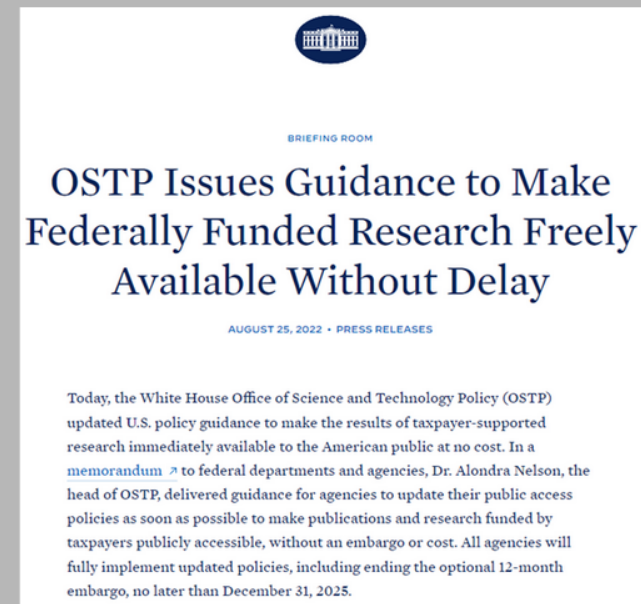 BRIEFING ROOM
OSTP Issues Guidance to Make
Federally Funded Research Freely
Available Without Delay
AUGUST 25, 2022 • PRESS RELEASES
Today, the White House Office of Science and Technology Policy (OSTP)
updated U.S. policy guidance to make the results of taxpayer-supported
research immediately available to the American public at no cost. In a
memorandum ↗ to federal departments and agencies, Dr. Alondra Nelson, the
head of OSTP, delivered guidance for agencies to update their public access
policies as soon as possible to make publications and research funded by
taxpayers publicly accessible, without an embargo or cost. All agencies will
fully implement updated policies, including ending the optional 12-month
embargo, no later than December 31, 2025.